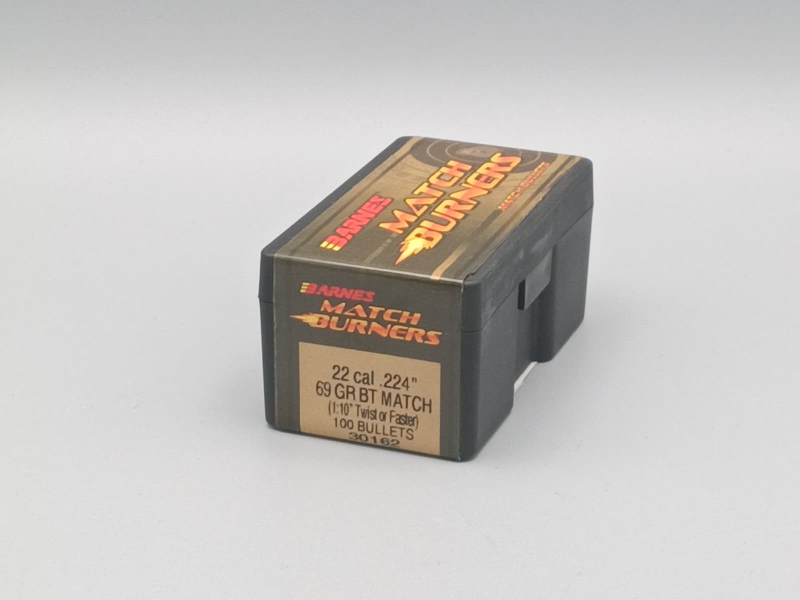 BARNES
MATCH
BURNERS
BARNES
MATCH
BURNERS
22 cal .224"
69 GR BT MATCH
(1:10" Twist or Faster)
100 BULLETS
30162